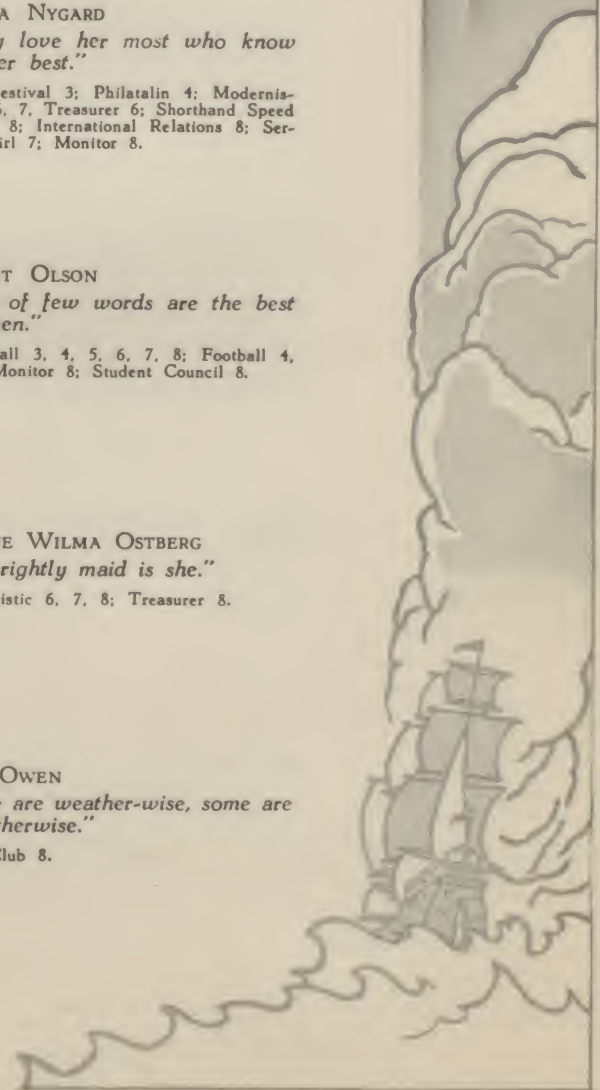 A NYGARD
y love her most who know
er best."
estival 3; Philatalin 4; Modernis-
6, 7, Treasurer 6; Shorthand Speed
8; International Relations 8; Ser-
irl 7; Monitor 8.
T OLSON
of few words are the best
en."
all 3, 4, 5, 6, 7, 8; Football 4,
Monitor 8; Student Council 8.
E WILMA OSTBERG
rightly maid is she."
istic 6, 7, 8; Treasurer 8.
OWEN
are weather-wise, some are
herwise."
lub 8.